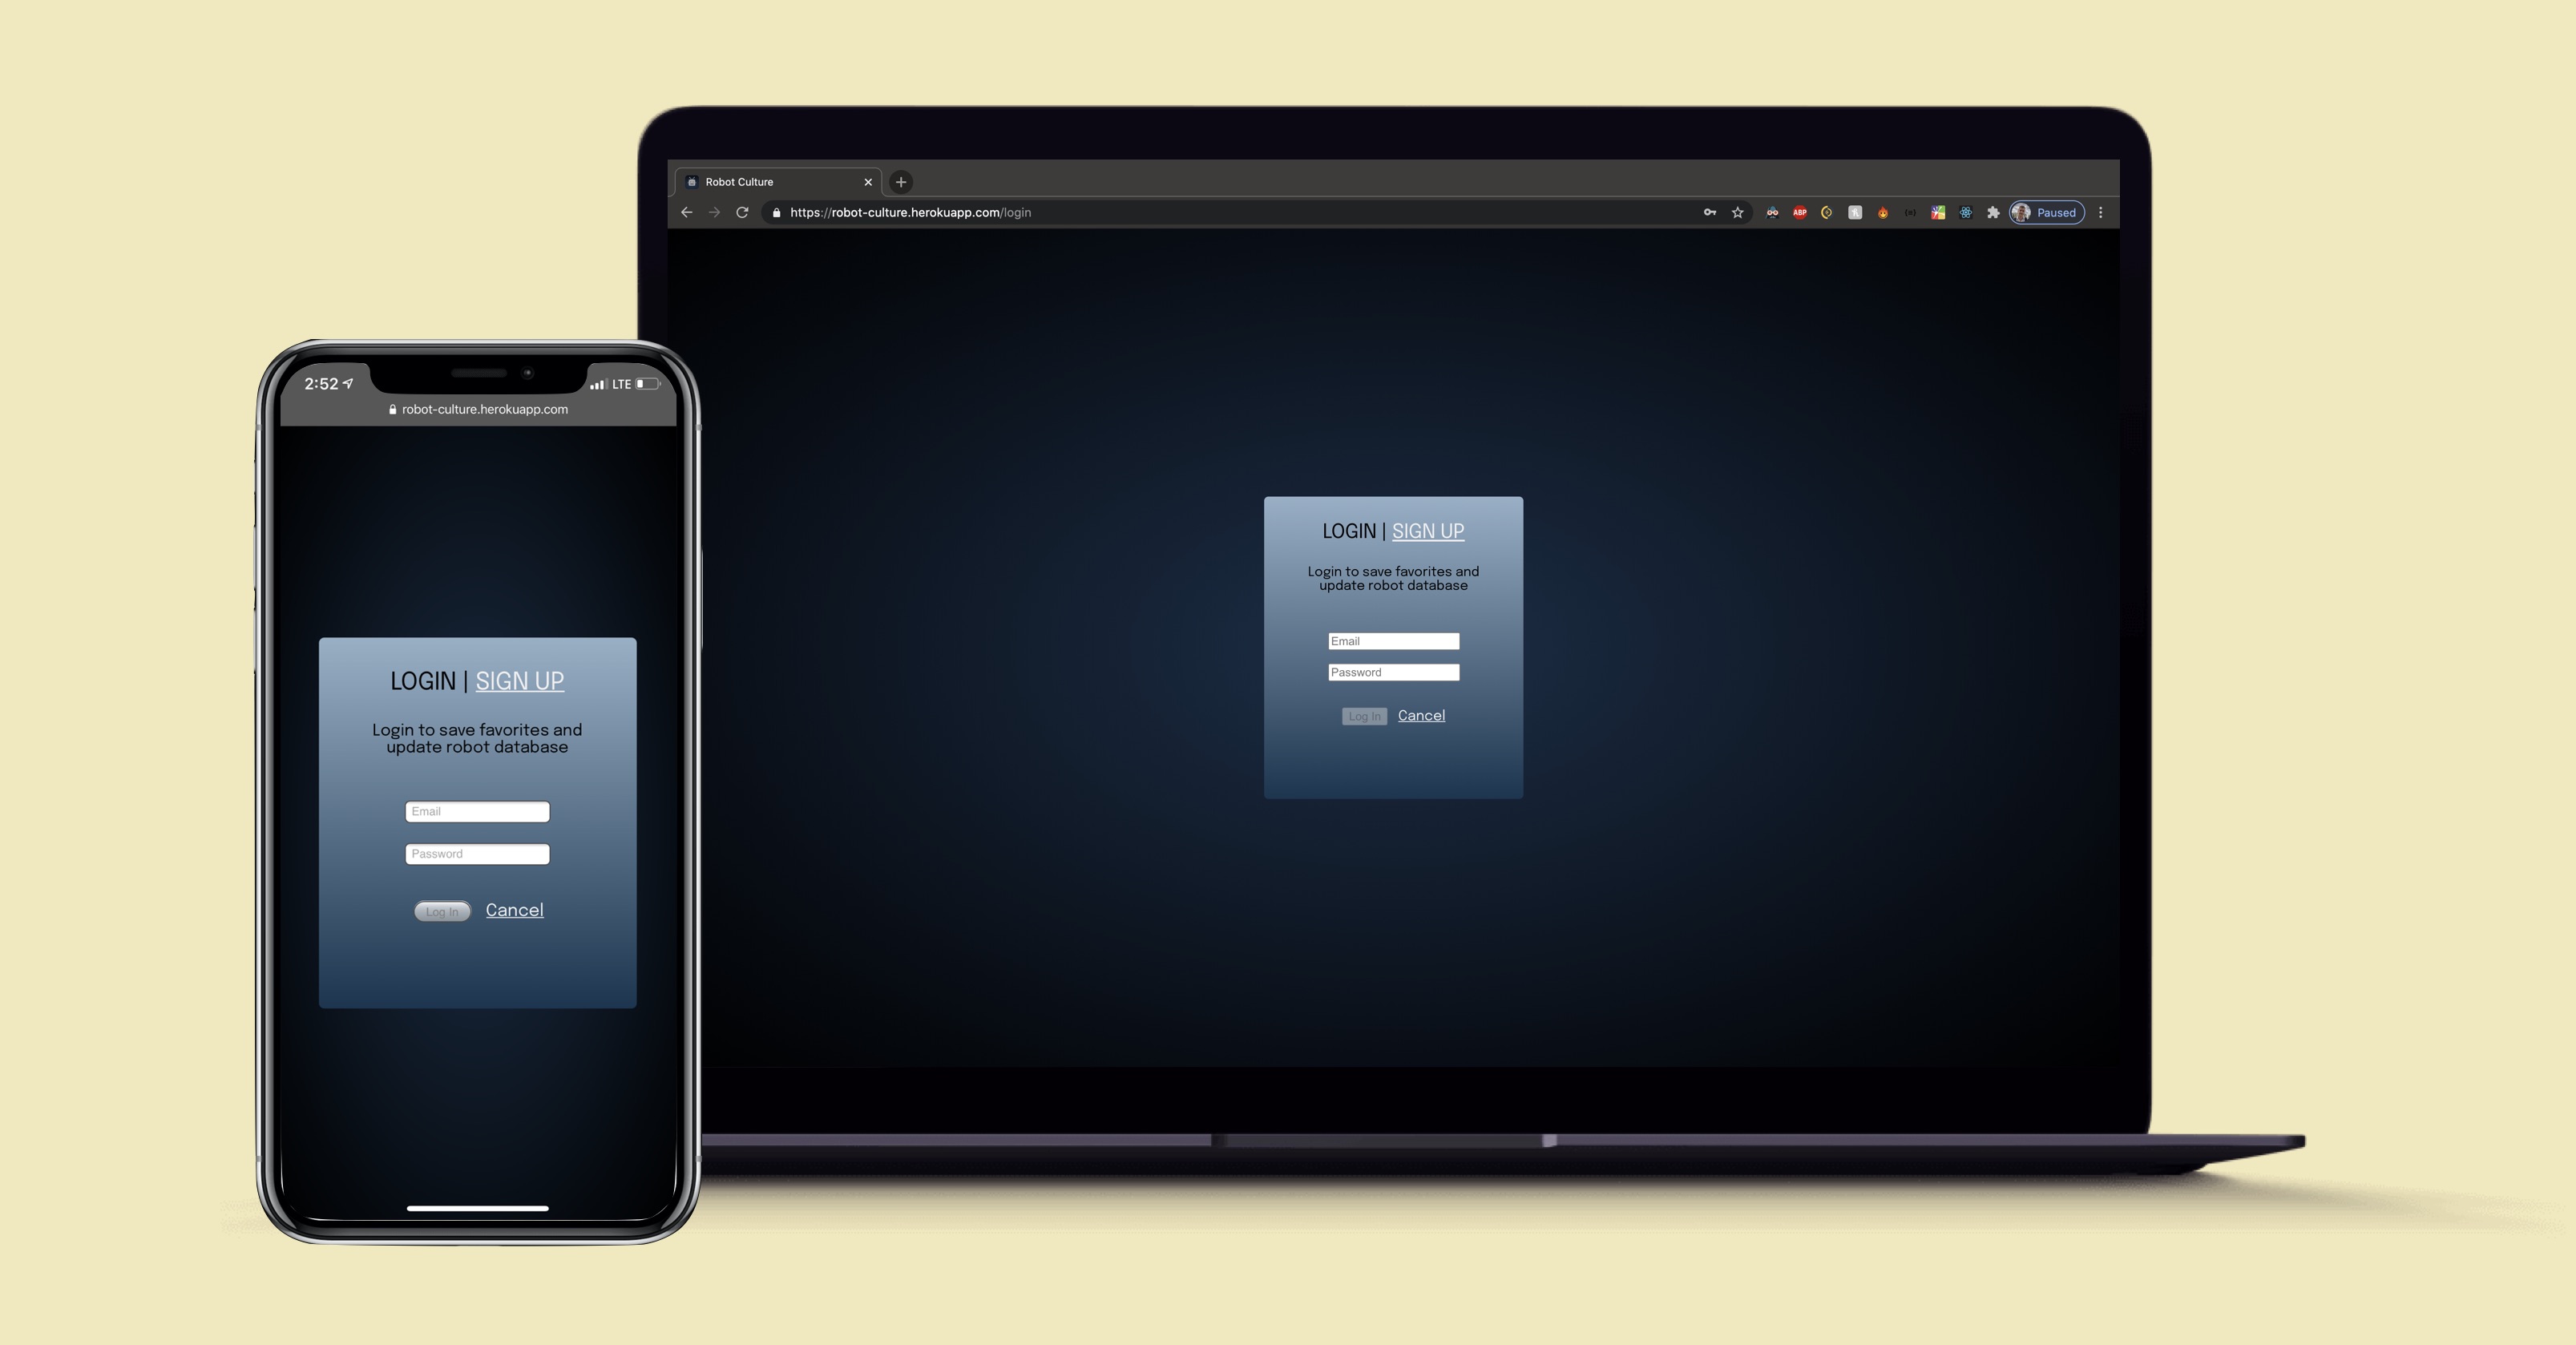 Robot Culture
https://robot-culture.herokuapp.com/login
ABP
Paused
LOGIN | SIGN UP
Login to save favorites and
update robot database
Email
Password
Log In Cancel
2:52 LTE
robot-culture.herokuapp.com
LOGIN | SIGN UP
Login to save favorites and
update robot database
Email
Password
Log In Cancel